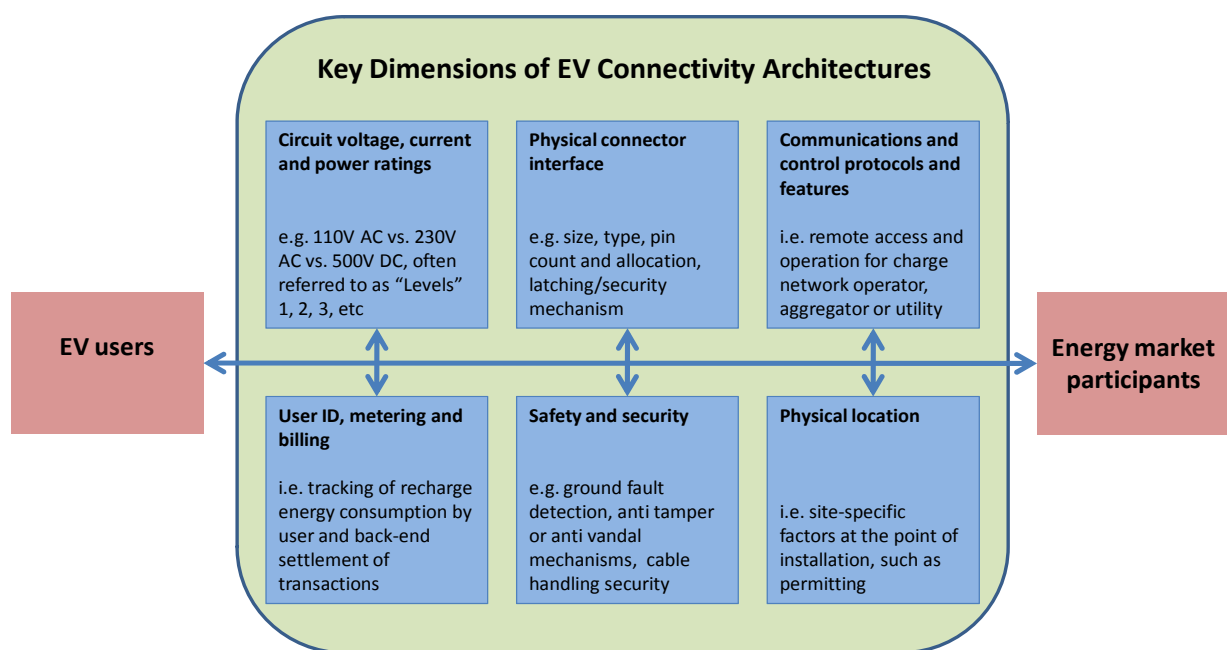 Key Dimensions of EV Connectivity Architectures
Circuit voltage, current
and power ratings
e.g. 110V AC vs. 230V
AC vs. 500V DC, often
referred to as “Levels”
1, 2, 3, etc
Physical connector
interface
e.g. size, type, pin
count and allocation,
latching/security
mechanism
Communications and
control protocols and
features
i.e. remote access and
operation for charge
network operator,
aggregator or utility
EV users
Energy market
participants
User ID, metering and
billing
i.e. tracking of recharge
energy consumption by
user and back-end
settlement of
transactions
Safety and security
e.g. ground fault
detection, anti tamper
or anti vandal
mechanisms,  cable
handling security
Physical location
i.e. site-specific
factors at the point of
installation, such as
permitting